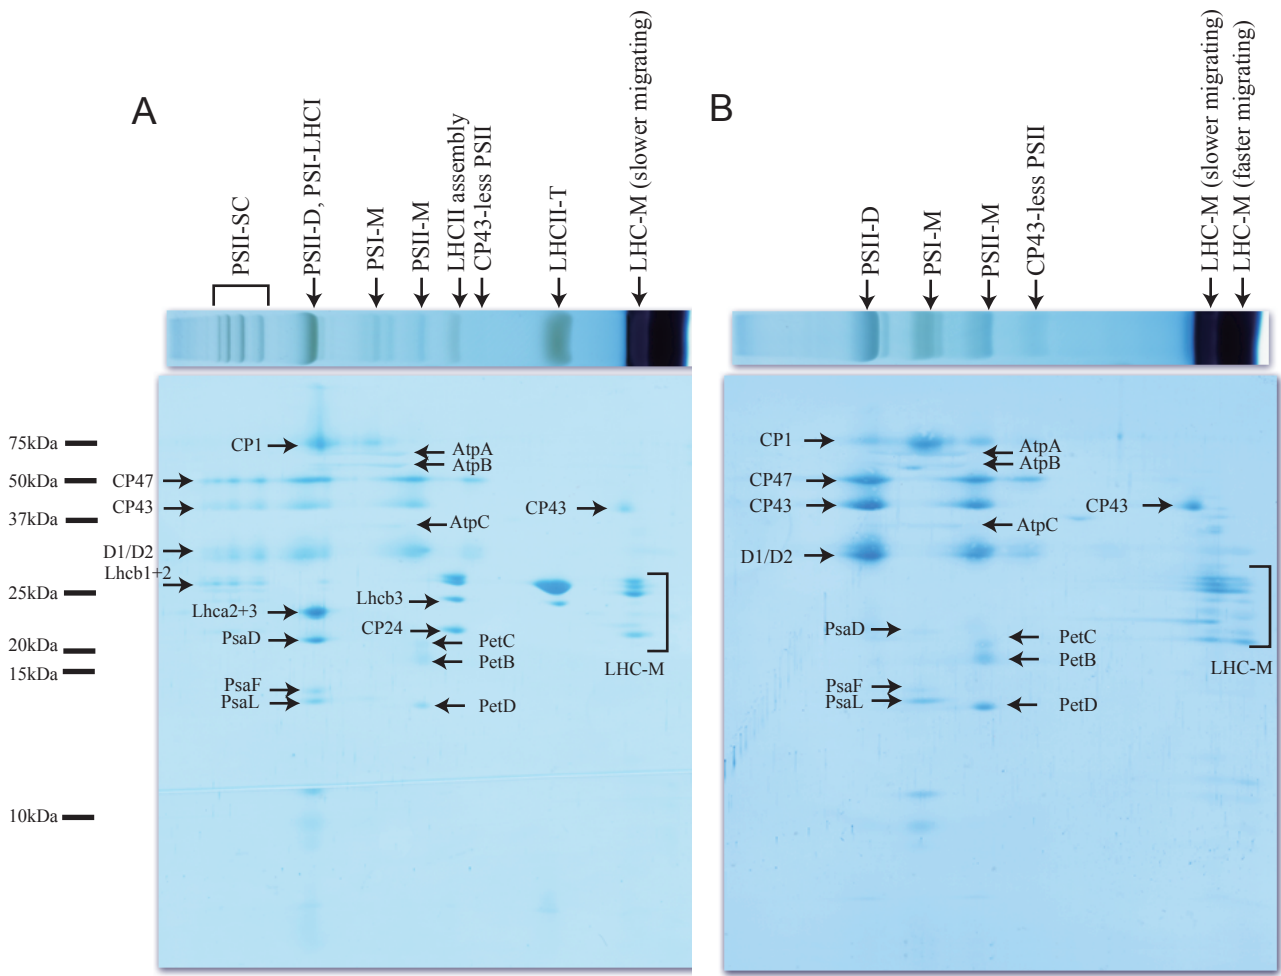 A
PSII-SC
PSII-D, PSI-LHCI
PSI-M
PSII-M
LHCII assembly
CP43-less PSII
LHCII-T
LHC-M (slower migrating)
B
PSII-D
PSI-M
PSII-M
CP43-less PSII
LHC-M (slower migrating)
LHC-M (faster migrating)
75kDa
50kDa
37kDa
25kDa
20kDa
15kDa
10kDa
CP1
CP47
CP43
D1/D2
Lhcb1+2
Lhca2+3
PsaD
PsaF
PsaL
AtpA
AtpB
AtpC
Lhcb3
CP24
PetC
PetB
PetD
CP43
LHC-M
CP1
CP47
CP43
D1/D2
PsaD
PsaF
PsaL
AtpA
AtpB
AtpC
PetC
PetB
PetD
CP43
LHC-M